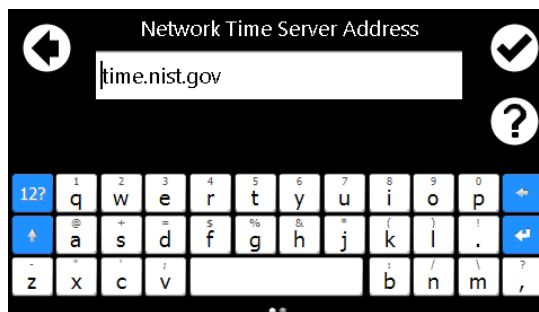 Network Time Server Address
time.nist.gov
?
12? 1 q 2 w 3 e 4 r 5 t 6 y 7 u 8 i 9 o 0 p
@ a + s = d $ f % g & h * j ( k ) l ! .
- z " x ' c ; v : b / n \ m ? ,